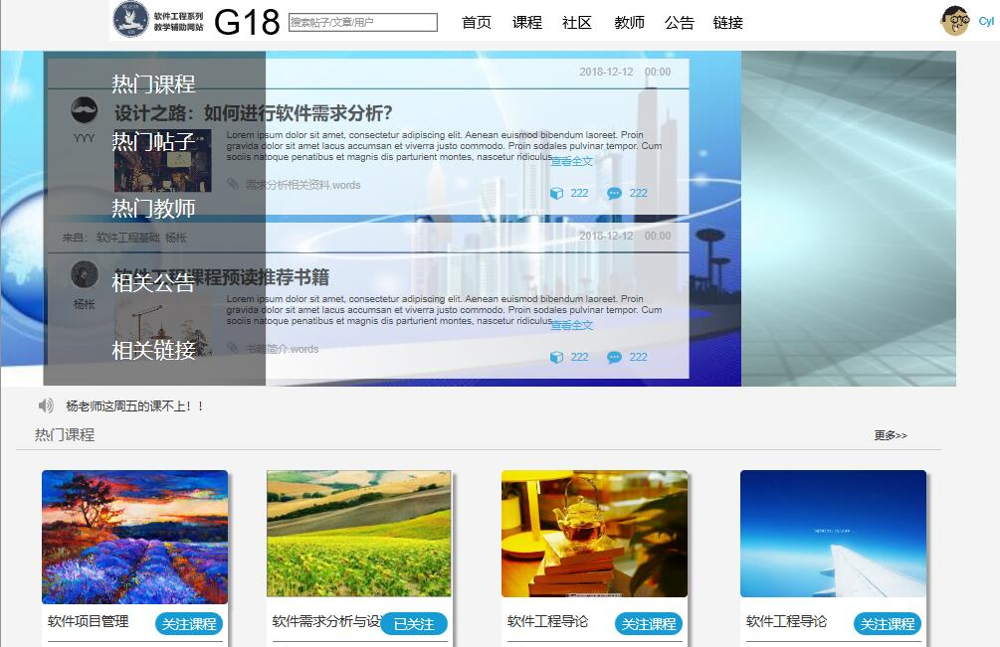 软件工程系列
教学辅助网站
G18
搜索帖子/文章/用户
首页 课程 社区 教师 公告 链接
Cyl
热门课程
热门帖子
热门教师
相关公告
相关链接
2018-12-12 00:00
设计之路：如何进行软件需求分析？
YYY
Lorem ipsum dolor sit amet, consectetur adipiscing elit. Aenean euismod bibendum laoreet. Proin
gravida dolor sit amet lacus accumsan et viverra justo commodo. Proin sodales pulvinar tempor. Cum
sociis natoque penatibus et magnis dis parturient montes, nascetur ridiculus
查看全文
需求分析相关资料.words
222 222
来自： 软件工程基础 杨枨
2018-12-12 00:00
软件工程课程预读推荐书籍
杨枨
Lorem ipsum dolor sit amet, consectetur adipiscing elit. Aenean euismod bibendum laoreet. Proin
gravida dolor sit amet lacus accumsan et viverra justo commodo. Proin sodales pulvinar tempor. Cum
sociis natoque penatibus et magnis dis parturient montes, nascetur ridiculus
查看全文
书籍简介.words
222 222
杨老师这周五的课不上！！
热门课程
更多>>
软件项目管理 关注课程
软件需求分析与设 已关注
软件工程导论 关注课程
软件工程导论 关注课程